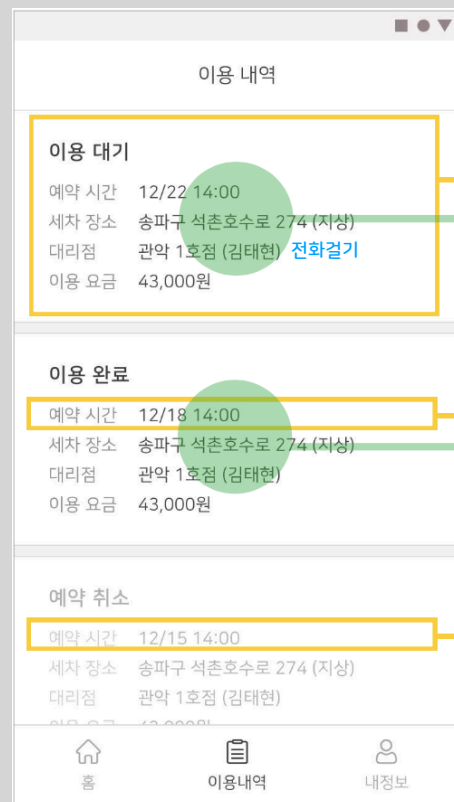 이용 내역
이용 대기
예약 시간 12/22 14:00
세차 장소 송파구 석촌호수로 274 (지상)
대리점 관악 1호점 (김태현) 전화걸기
이용 요금 43,000원
이용 완료
예약 시간 12/18 14:00
세차 장소 송파구 석촌호수로 274 (지상)
대리점 관악 1호점 (김태현)
이용 요금 43,000원
예약 취소
예약 시간 12/15 14:00
세차 장소 송파구 석촌호수로 274 (지상)
대리점 관악 1호점 (김태현)
홈 이용내역 내정보